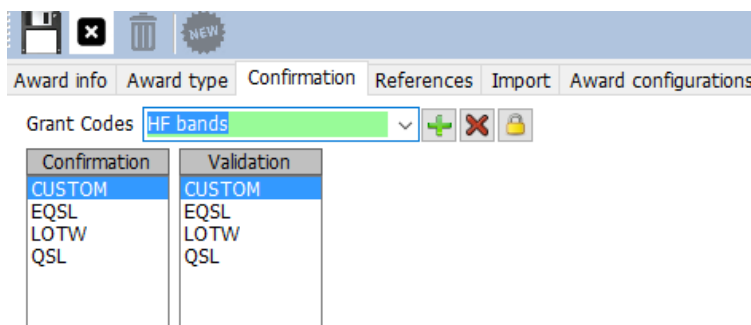 NEW
Award info Award type Confirmation References Import Award configurations
Grant Codes HF bands
Confirmation Validation
CUSTOM CUSTOM
EQSL EQSL
LOTW LOTW
QSL QSL